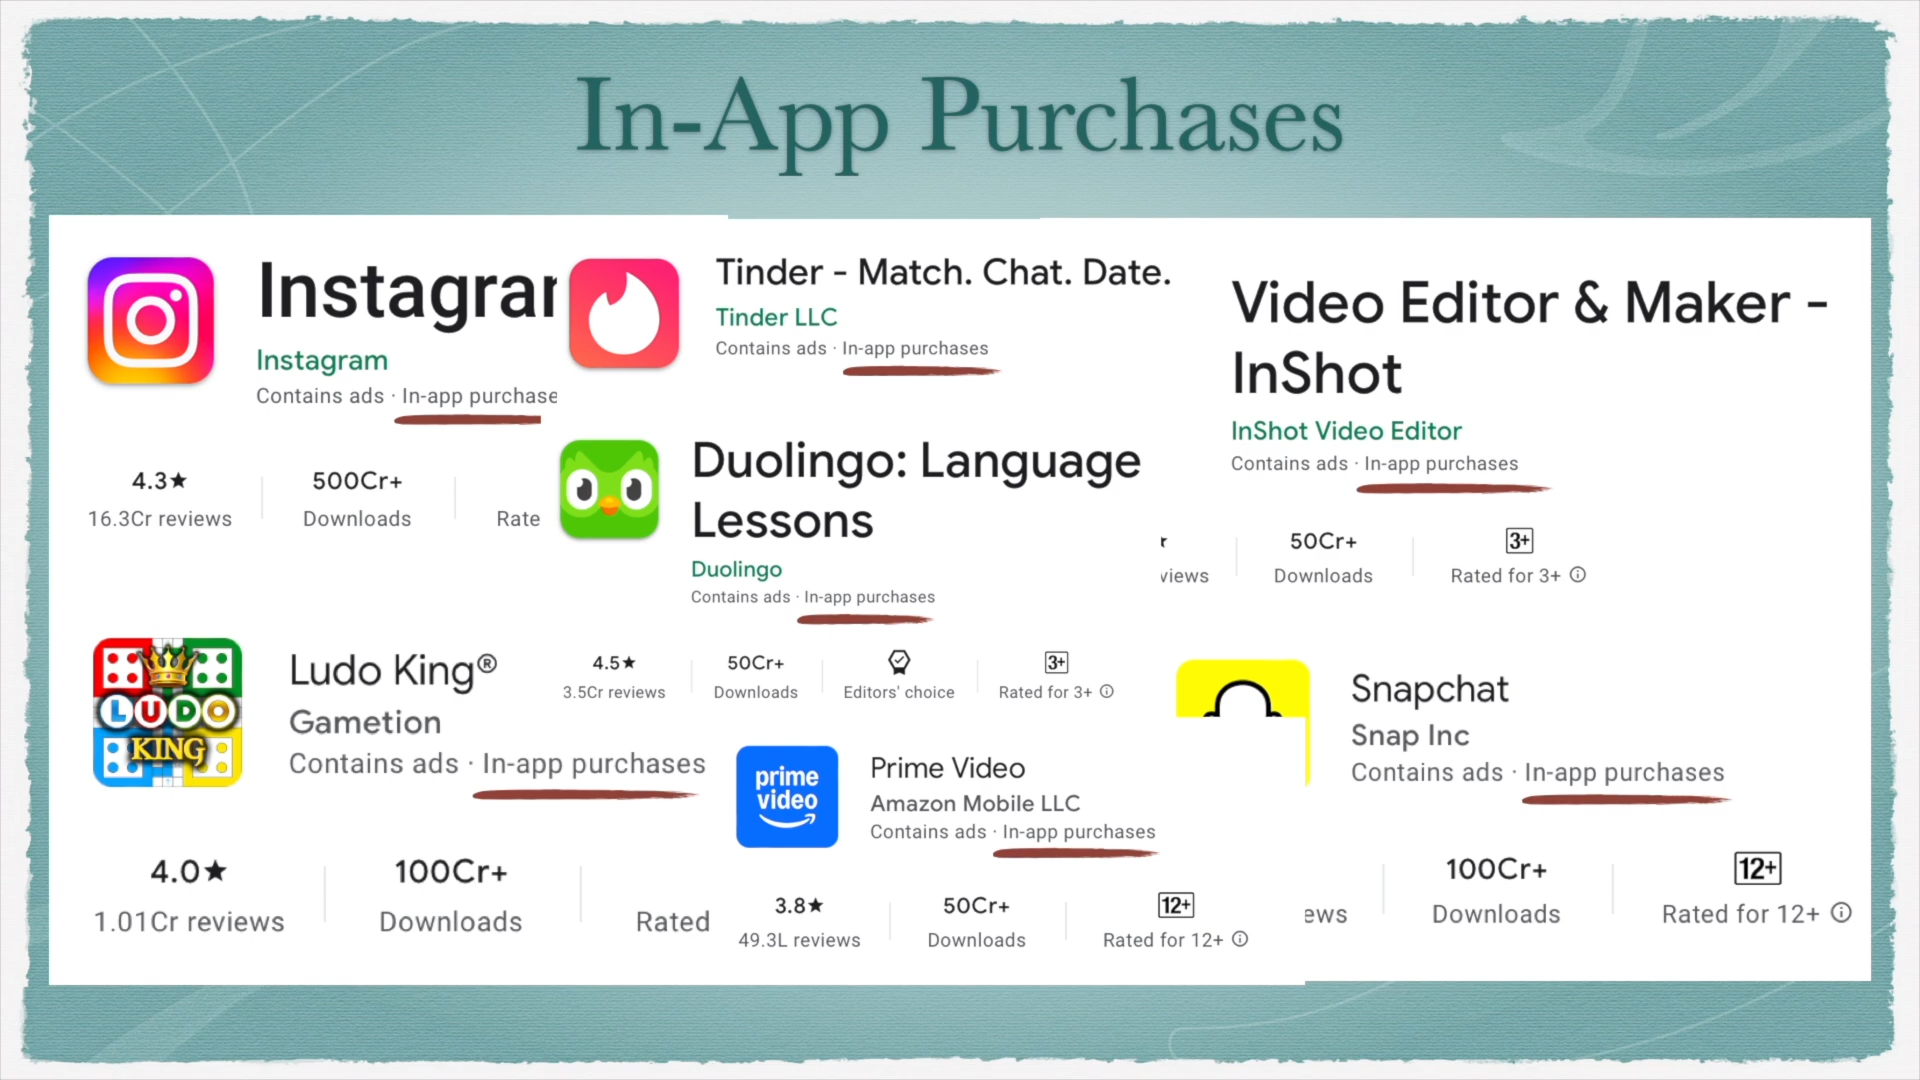 In-App Purchases
Instagra
Instagram
Contains ads · In-app purchase
4.3★
16.3Cr reviews
500Cr+
Downloads
Rate
Tinder - Match. Chat. Date.
Tinder LLC
Contains ads · In-app purchases
Duolingo: Language
Lessons
Duolingo
Contains ads · In-app purchases
4.5★
3.5Cr reviews
50Cr+
Downloads
Editors' choice
3+
Rated for 3+
Video Editor & Maker -
InShot
InShot Video Editor
Contains ads · In-app purchases
views
50Cr+
Downloads
3+
Rated for 3+
LUDO
KING
Ludo King®
Gametion
Contains ads · In-app purchases
4.0★
1.01Cr reviews
100Cr+
Downloads
Rated
prime
video
Prime Video
Amazon Mobile LLC
Contains ads · In-app purchases
3.8★
49.3L reviews
50Cr+
Downloads
12+
Rated for 12+
Snapchat
Snap Inc
Contains ads · In-app purchases
ews
100Cr+
Downloads
12+
Rated for 12+